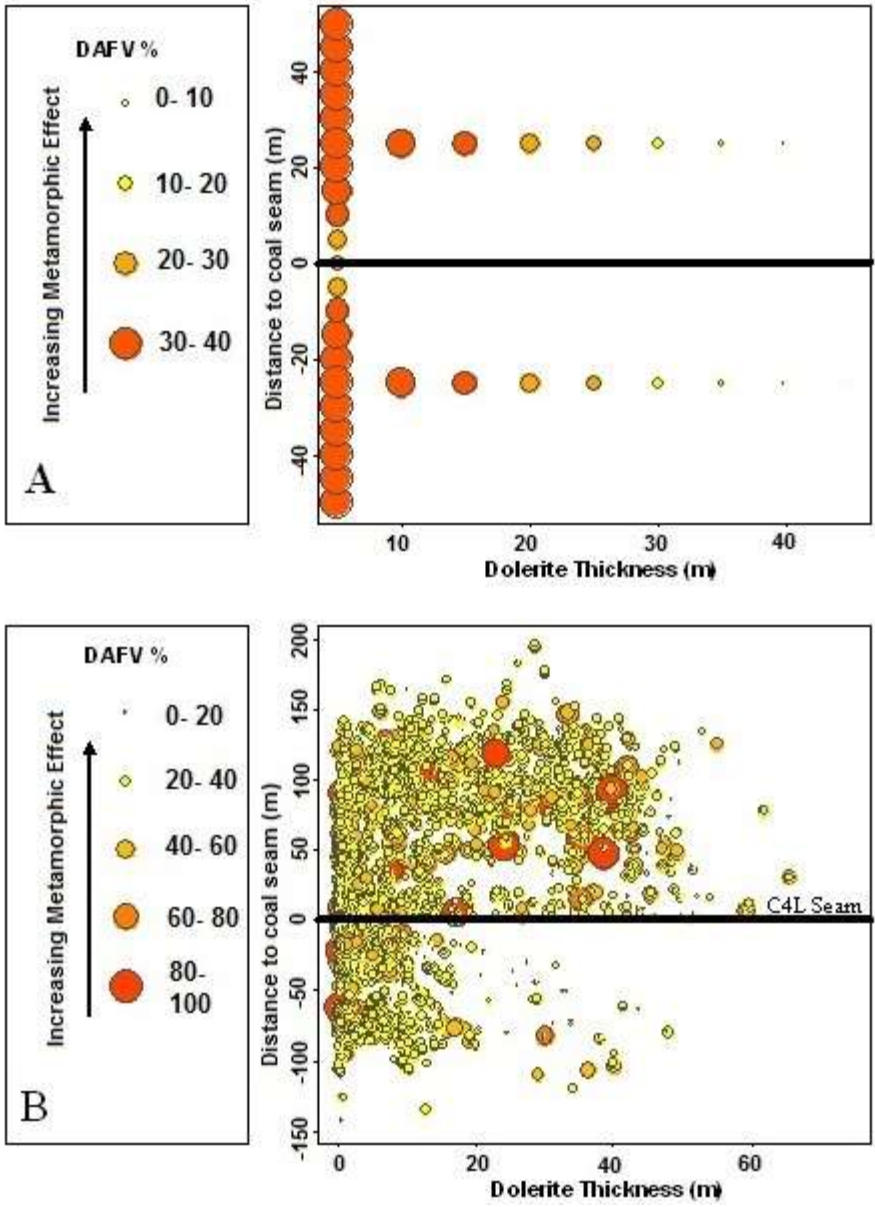 DAFV %
Increasing Metamorphic Effect
0- 10
10- 20
20- 30
30- 40
A
Distance to coal seam (m)
40
20
0
-20
-40
10 20 30 40
Dolerite Thickness (m)
DAFV %
Increasing Metamorphic Effect
0- 20
20- 40
40- 60
60- 80
80-
100
B
Distance to coal seam (m)
200
150
100
50
0
-50
-100
-150
C4L Seam
0 20 40 60
Dolerite Thickness (m)